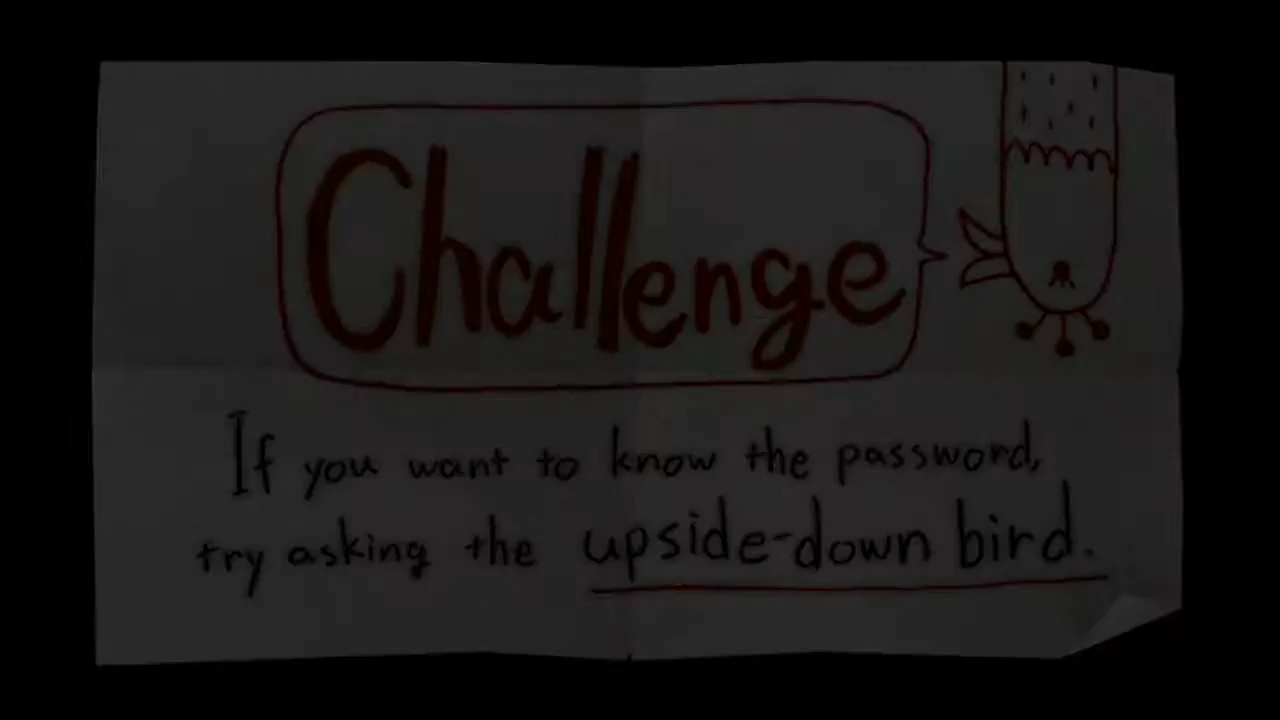 Challenge
If you want to know the password,
try asking the upside-down bird.